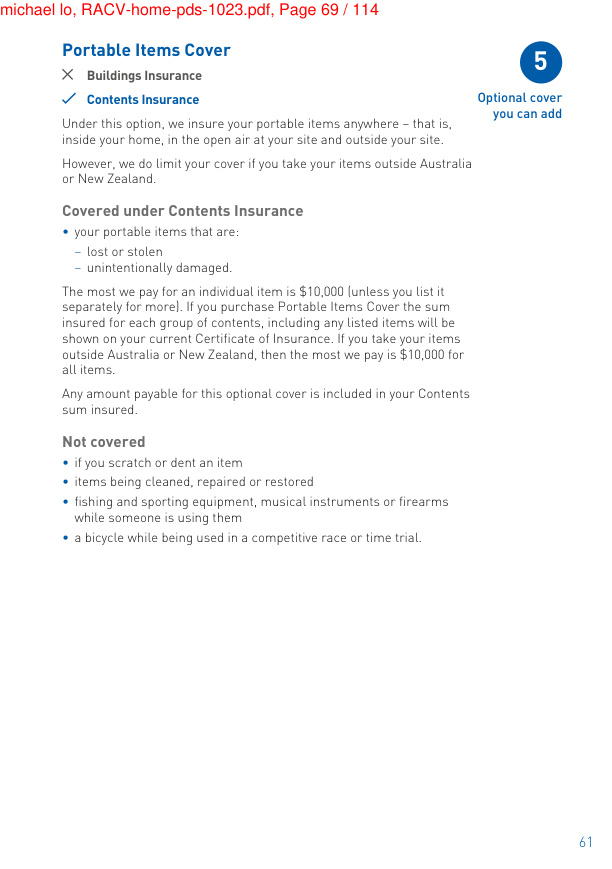 michael lo, RACV-home-pds-1023.pdf, Page 69 / 114
Portable Items Cover
Buildings Insurance
Contents Insurance
5
Optional cover
you can add
Under this option, we insure your portable items anywhere – that is,
inside your home, in the open air at your site and outside your site.
However, we do limit your cover if you take your items outside Australia
or New Zealand.
Covered under Contents Insurance
• your portable items that are:
– lost or stolen
– unintentionally damaged.
The most we pay for an individual item is $10,000 (unless you list it
separately for more). If you purchase Portable Items Cover the sum
insured for each group of contents, including any listed items will be
shown on your current Certificate of Insurance. If you take your items
outside Australia or New Zealand, then the most we pay is $10,000 for
all items.
Any amount payable for this optional cover is included in your Contents
sum insured.
Not covered
• if you scratch or dent an item
• items being cleaned, repaired or restored
• fishing and sporting equipment, musical instruments or firearms
while someone is using them
• a bicycle while being used in a competitive race or time trial.
61